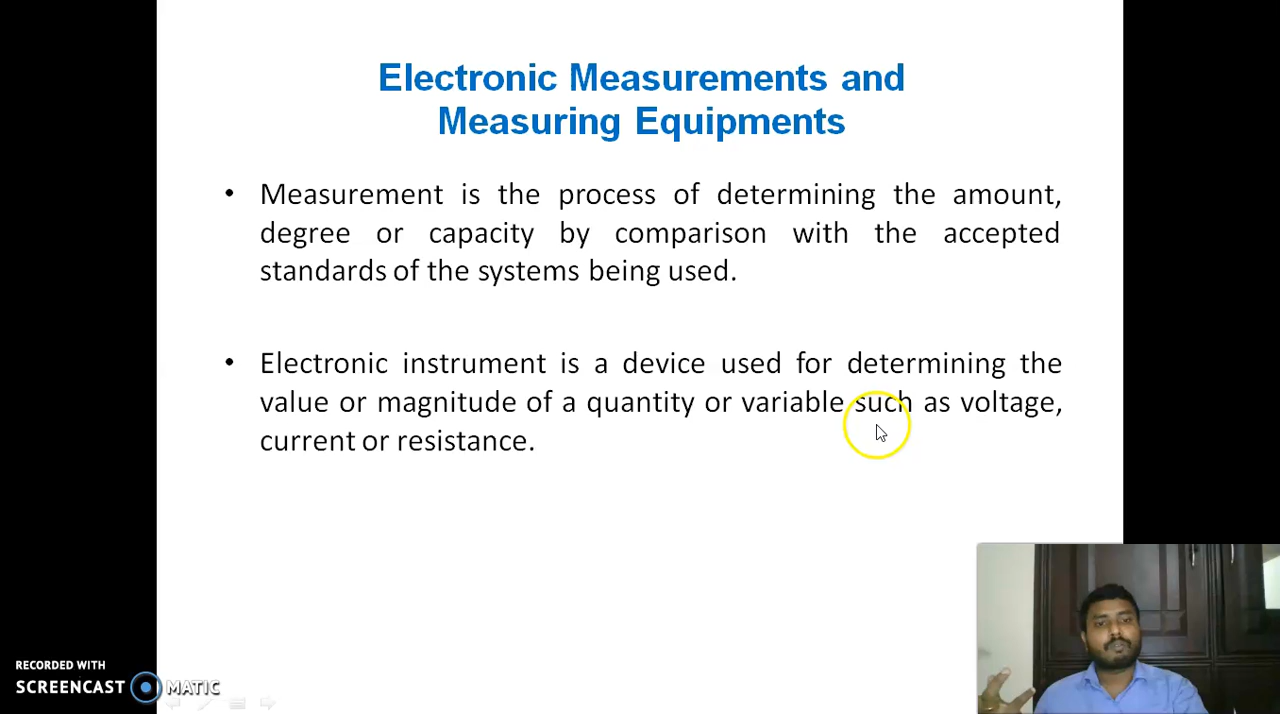 Electronic Measurements and
Measuring Equipments
• Measurement is the process of determining the amount,
degree or capacity by comparison with the accepted
standards of the systems being used.
• Electronic instrument is a device used for determining the
value or magnitude of a quantity or variable such as voltage,
current or resistance.
RECORDED WITH
SCREENCAST MATIC